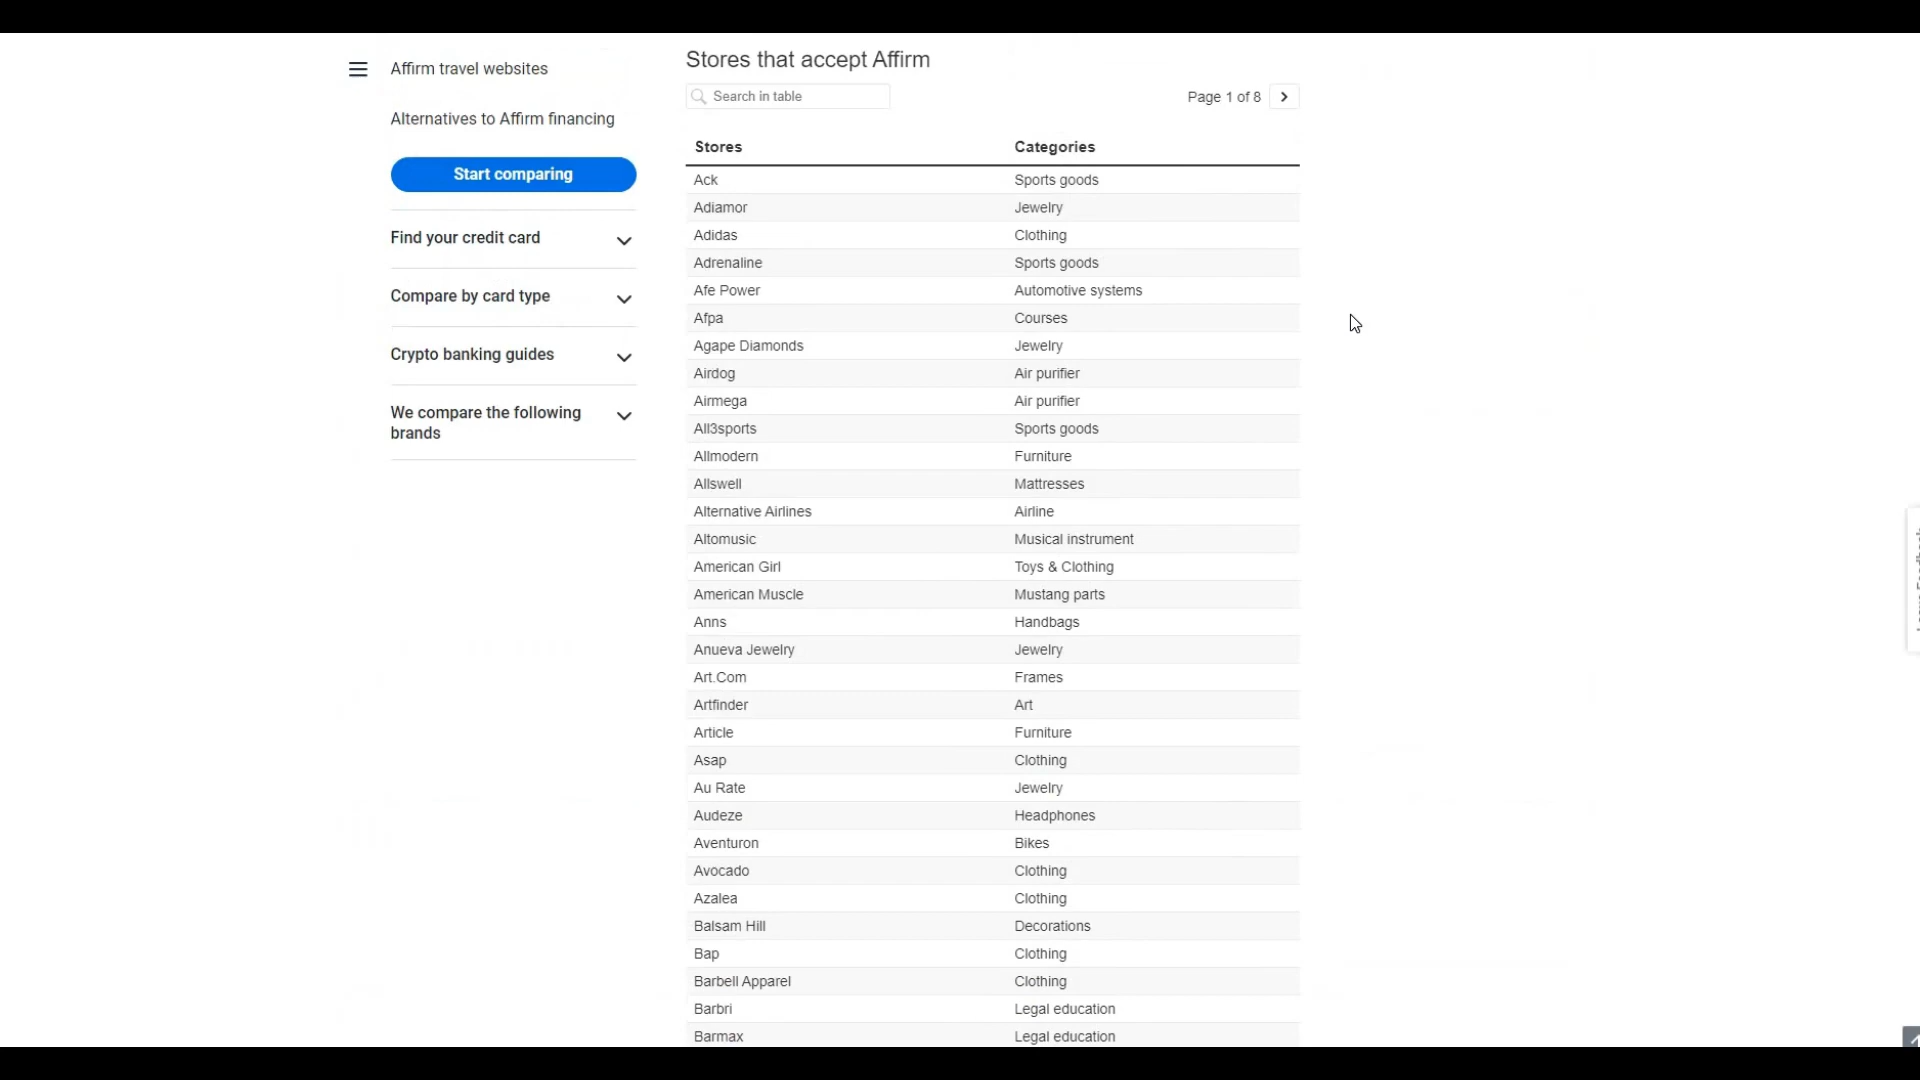 Affirm travel websites
Alternatives to Affirm financing
Start comparing
Find your credit card
Compare by card type
Crypto banking guides
We compare the following
brands
Stores that accept Affirm
Search in table
Page 1 of 8
Stores Categories
Ack Sports goods
Adiamor Jewelry
Adidas Clothing
Adrenaline Sports goods
Afe Power Automotive systems
Afpa Courses
Agape Diamonds Jewelry
Airdog Air purifier
Airmega Air purifier
All3sports Sports goods
Allmodern Furniture
Allswell Mattresses
Alternative Airlines Airline
Altomusic Musical instrument
American Girl Toys & Clothing
American Muscle Mustang parts
Anns Handbags
Anueva Jewelry Jewelry
Art.Com Frames
Artfinder Art
Article Furniture
Asap Clothing
Au Rate Jewelry
Audeze Headphones
Aventuron Bikes
Avocado Clothing
Azalea Clothing
Balsam Hill Decorations
Bap Clothing
Barbell Apparel Clothing
Barbri Legal education
Barmax Legal education